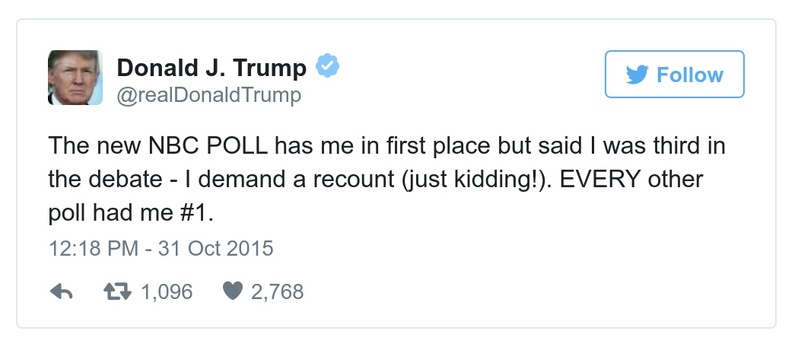 Donald J. Trump
@realDonaldTrump
Follow
The new NBC POLL has me in first place but said I was third in
the debate - I demand a recount (just kidding!). EVERY other
poll had me #1.
12:18 PM - 31 Oct 2015
1,096 2,768